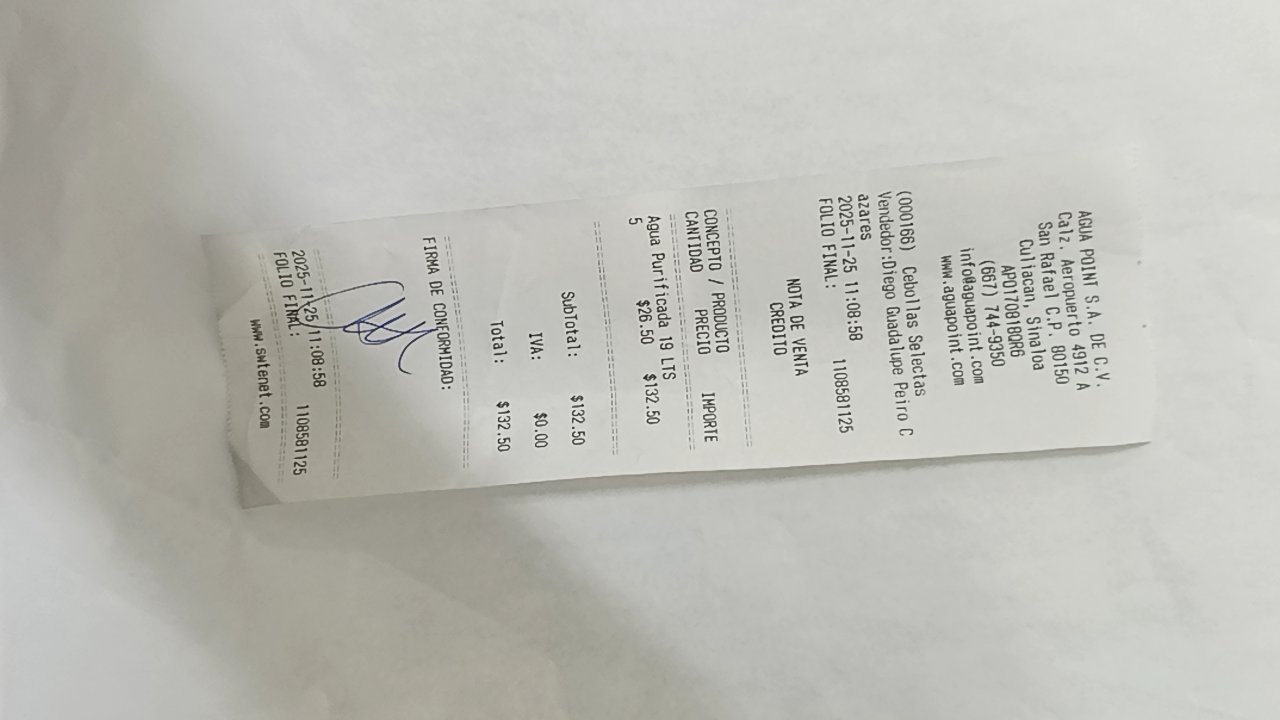 AGUA POINT S.A. DE C.V.
Calz. Aeropuerto 4912 A
San Rafael C.P. 80150
Culiacan, Sinaloa
APO170818QR6
(667) 744-9350
info@aguapoint.com
www.aguapoint.com
(000166) Cebollas Selectas
Vendedor:Diego Guadalupe Peiro C
azares
2025-11-25 11:08:58
FOLIO FINAL: 1108581125
NOTA DE VENTA
CREDITO
CONCEPTO / PRODUCTO
CANTIDAD PRECIO IMPORTE
Agua Purificada 19 LTS
5 $26.50 $132.50
SubTotal: $132.50
IVA: $0.00
Total: $132.50
FIRMA DE CONFORMIDAD:
2025-11-25 11:08:58
FOLIO FINAL: 1108581125
www.swtenet.com